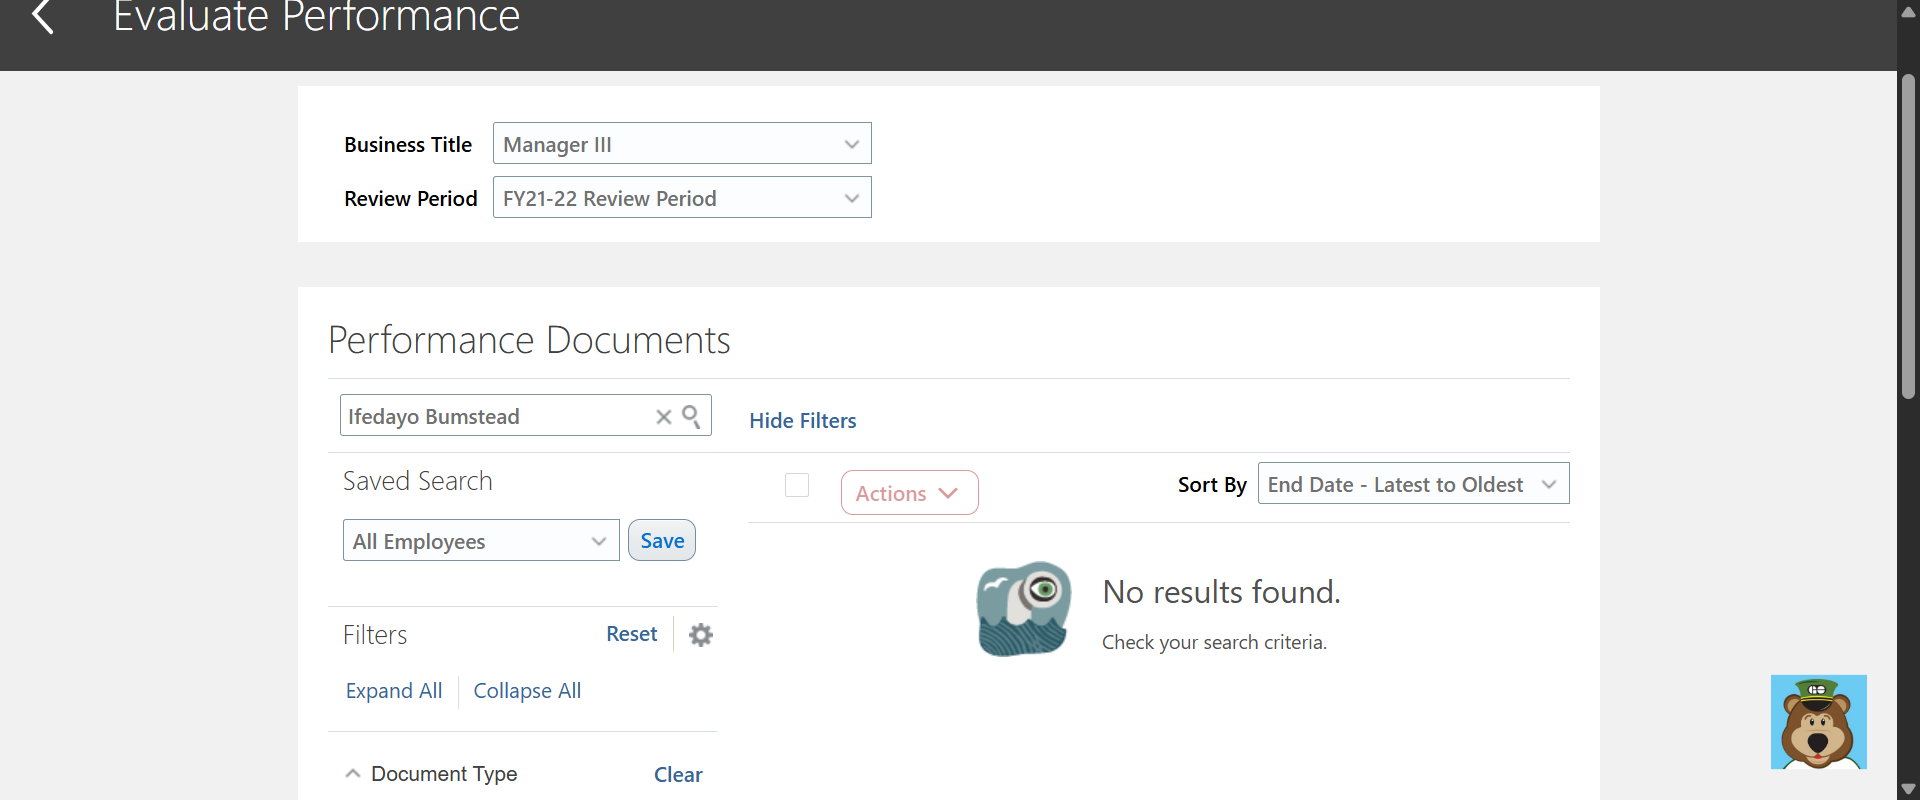 Evaluate Performance
Business Title
Manager III
Review Period
FY21-22 Review Period
Performance Documents
Ifedayo Bumstead
Hide Filters
Saved Search
Actions
Sort By
End Date - Latest to Oldest
All Employees
Save
No results found.
Check your search criteria.
Filters
Reset
Expand All
Collapse All
Document Type
Clear
GO